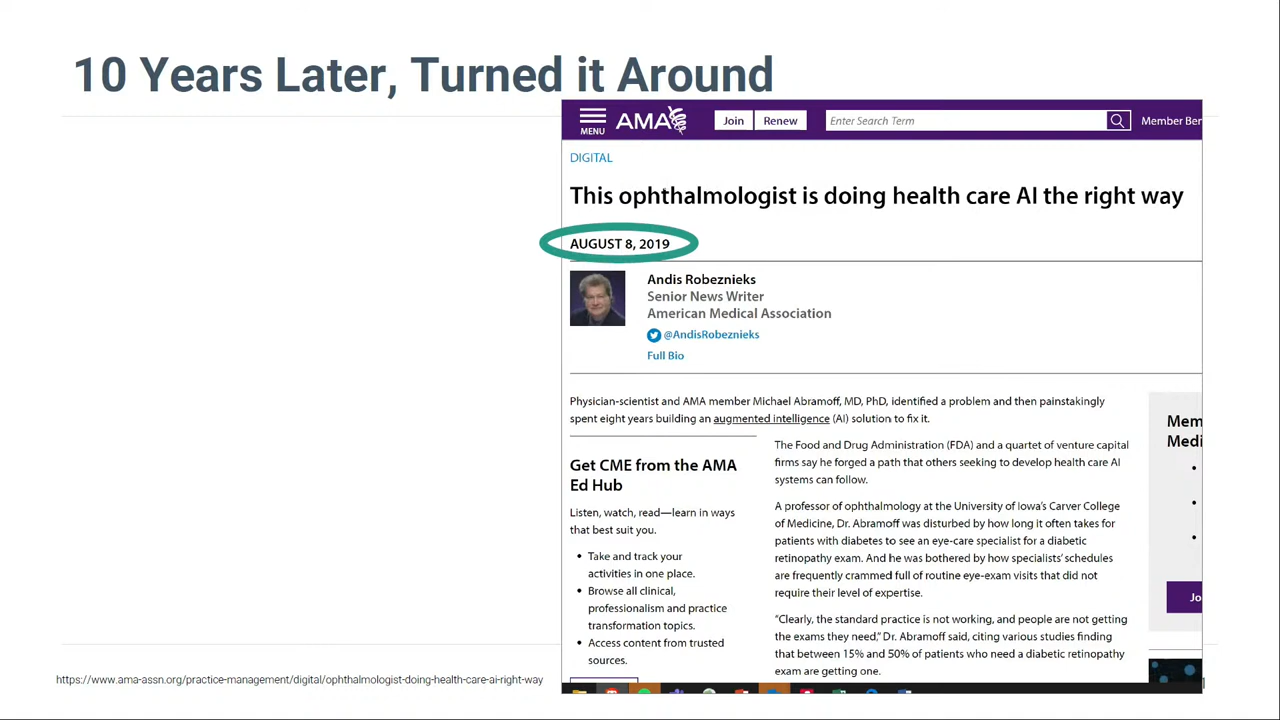 10 Years Later, Turned it Around
MENU
AMA
Join
Renew
Enter Search Term
Member Ben
DIGITAL
This ophthalmologist is doing health care AI the right way
AUGUST 8, 2019
Andis Robeznieks
Senior News Writer
American Medical Association
@AndisRobeznieks
Full Bio
Physician-scientist and AMA member Michael Abramoff, MD, PhD, identified a problem and then painstakingly
spent eight years building an augmented intelligence (AI) solution to fix it.
Get CME from the AMA
Ed Hub
Listen, watch, read—learn in ways
that best suit you.
• Take and track your
activities in one place.
• Browse all clinical,
professionalism and practice
transformation topics.
• Access content from trusted
sources.
The Food and Drug Administration (FDA) and a quartet of venture capital
firms say he forged a path that others seeking to develop health care AI
systems can follow.
A professor of ophthalmology at the University of Iowa's Carver College
of Medicine, Dr. Abramoff was disturbed by how long it often takes for
patients with diabetes to see an eye-care specialist for a diabetic
retinopathy exam. And he was bothered by how specialists' schedules
are frequently crammed full of routine eye-exam visits that did not
require their level of expertise.
"Clearly, the standard practice is not working, and people are not getting
the exams they need," Dr. Abramoff said, citing various studies finding
that between 15% and 50% of patients who need a diabetic retinopathy
exam are getting one.
Mem
Medi
Jo
https://www.ama-assn.org/practice-management/digital/ophthalmologist-doing-health-care-ai-right-way